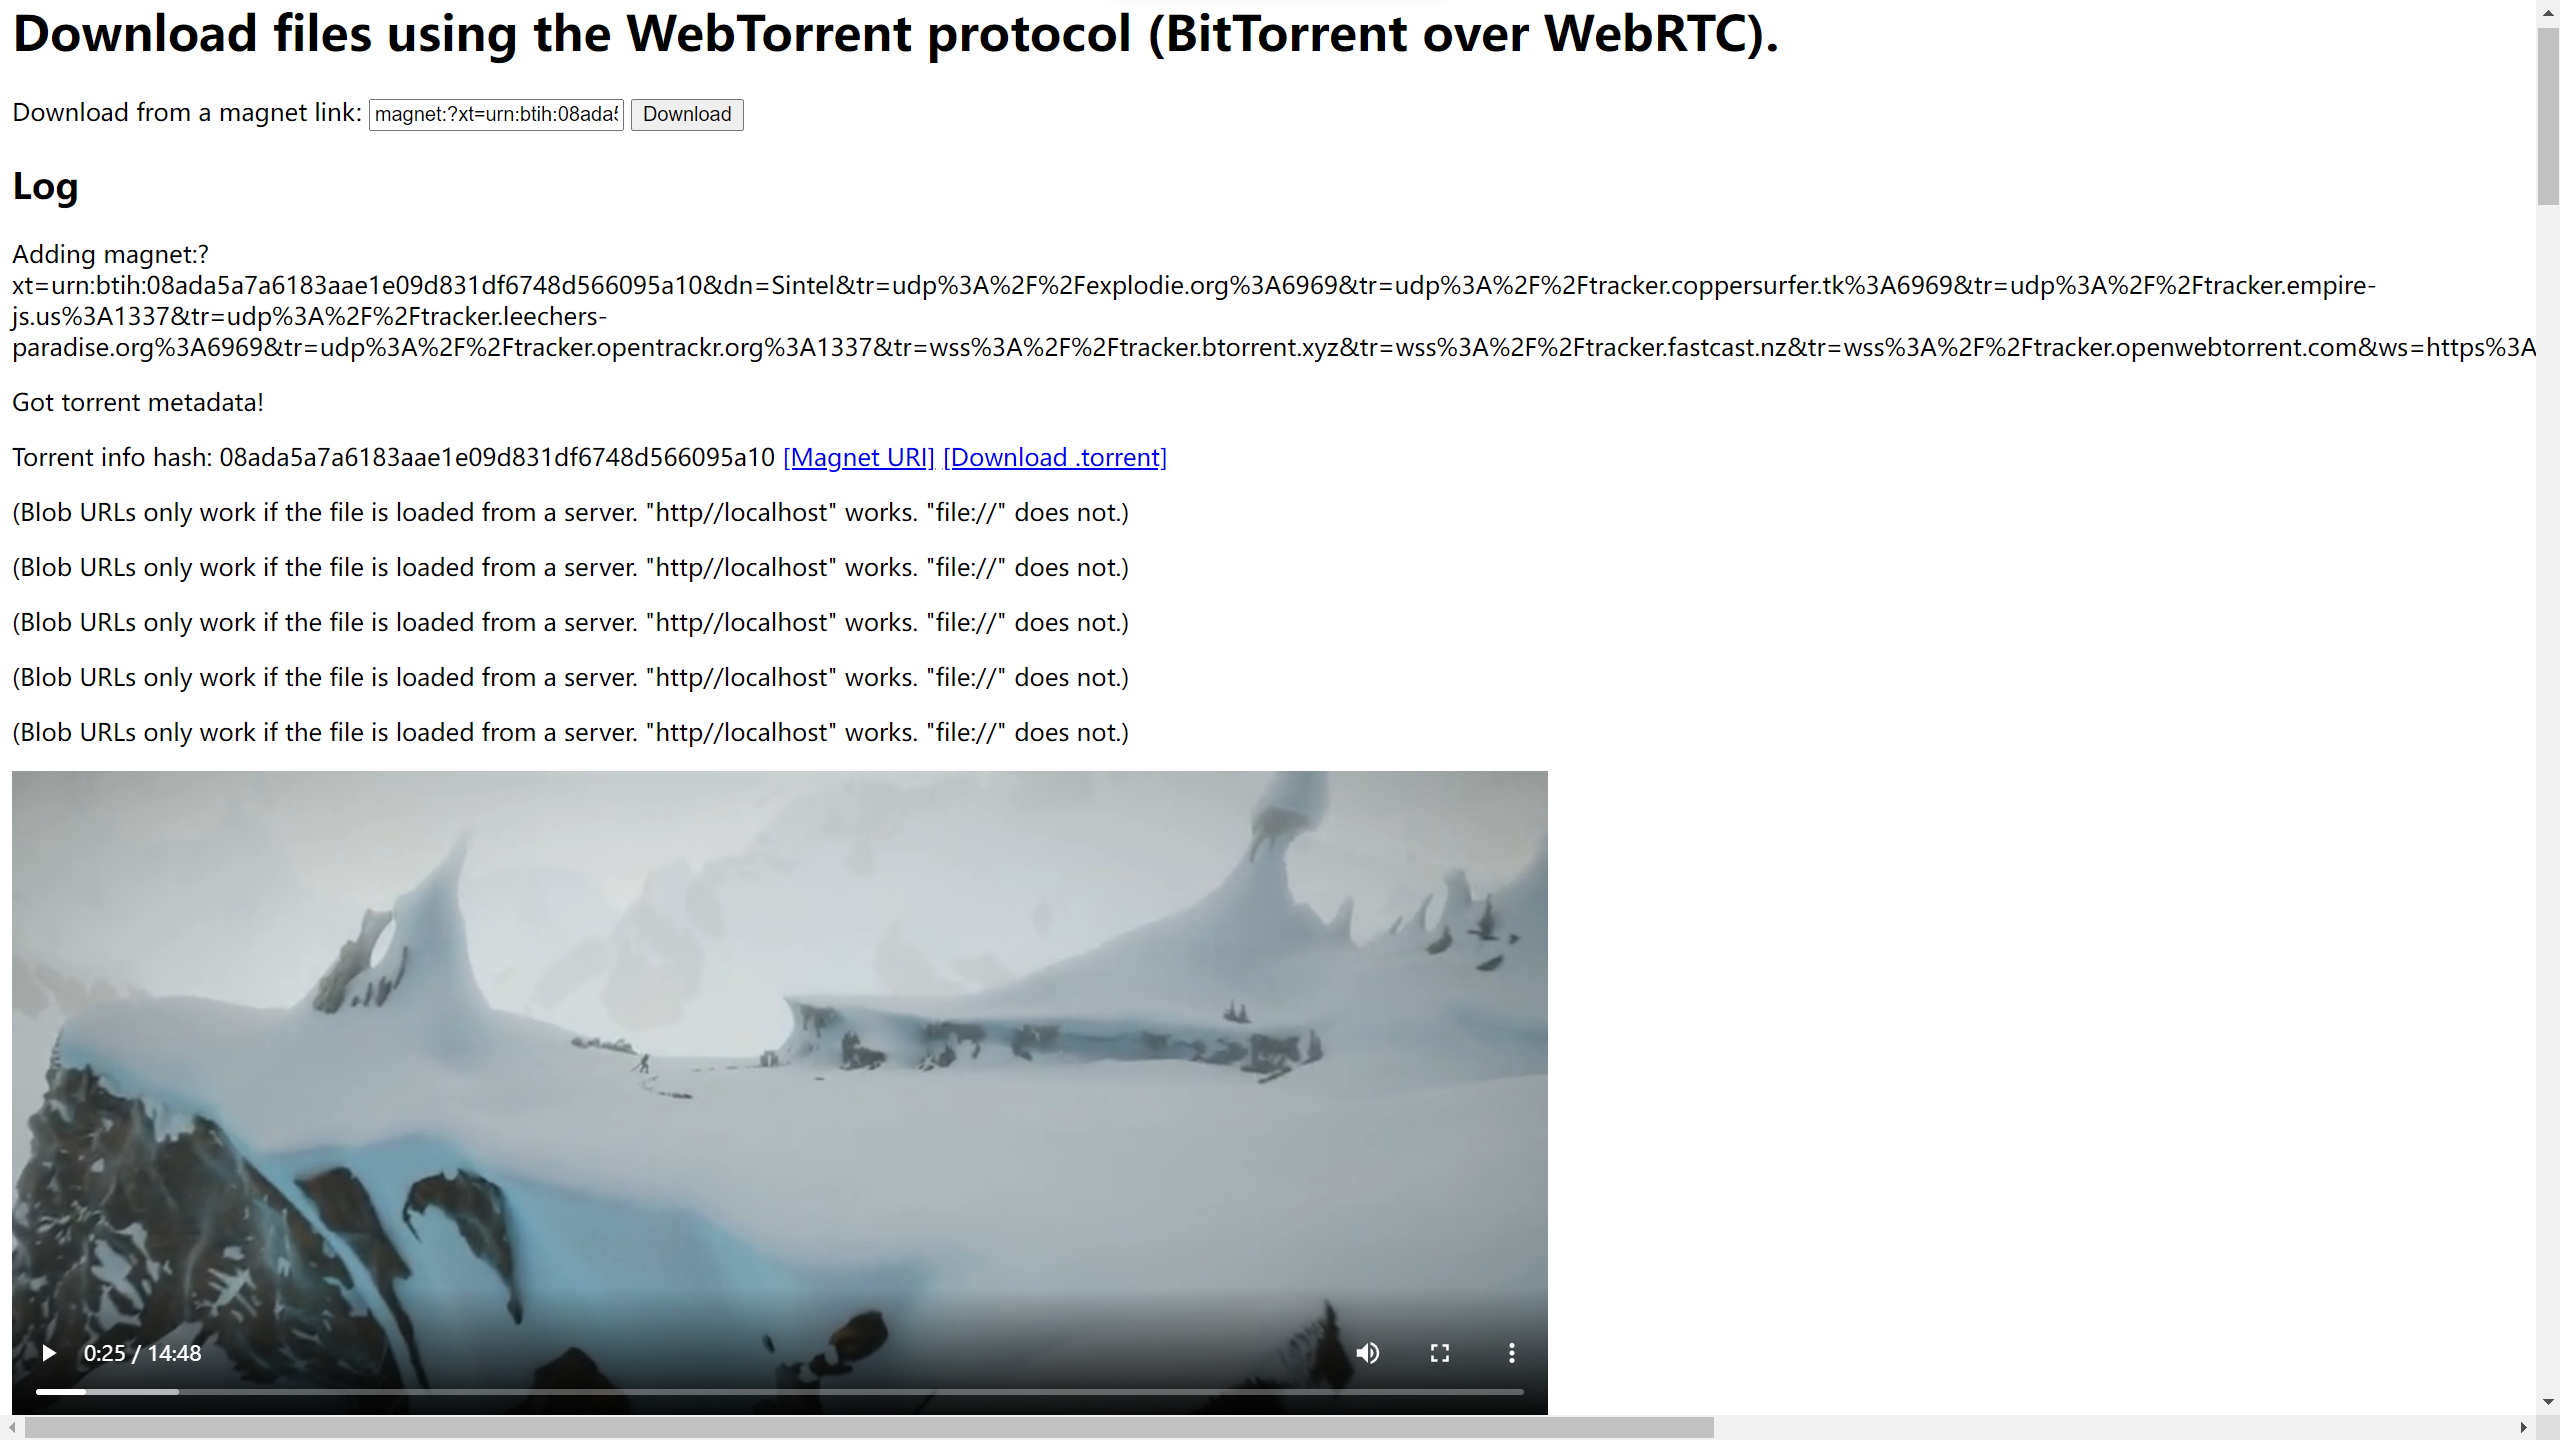 Download files using the WebTorrent protocol (BitTorrent over WebRTC).
Download from a magnet link: magnet:?xt=urn:btih:08ada Download
Log
Adding magnet:?
xt=urn:btih:08ada5a7a6183aae1e09d831df6748d566095a10&dn=Sintel&tr=udp%3A%2F%2Fexplodie.org%3A6969&tr=udp%3A%2F%2Ftracker.coppersurfer.tk%3A6969&tr=udp%3A%2F%2Ftracker.empire-
js.us%3A1337&tr=udp%3A%2F%2Ftracker.leechers-
paradise.org%3A6969&tr=udp%3A%2F%2Ftracker.opentrackr.org%3A1337&tr=wss%3A%2F%2Ftracker.btorrent.xyz&tr=wss%3A%2F%2Ftracker.fastcast.nz&tr=wss%3A%2F%2Ftracker.openwebtorrent.com&ws=https%3A
Got torrent metadata!
Torrent info hash: 08ada5a7a6183aae1e09d831df6748d566095a10 [Magnet URI] [Download .torrent]
(Blob URLs only work if the file is loaded from a server. "http//localhost" works. "file://" does not.)
(Blob URLs only work if the file is loaded from a server. "http//localhost" works. "file://" does not.)
(Blob URLs only work if the file is loaded from a server. "http//localhost" works. "file://" does not.)
(Blob URLs only work if the file is loaded from a server. "http//localhost" works. "file://" does not.)
(Blob URLs only work if the file is loaded from a server. "http//localhost" works. "file://" does not.)
0:25 / 14:48